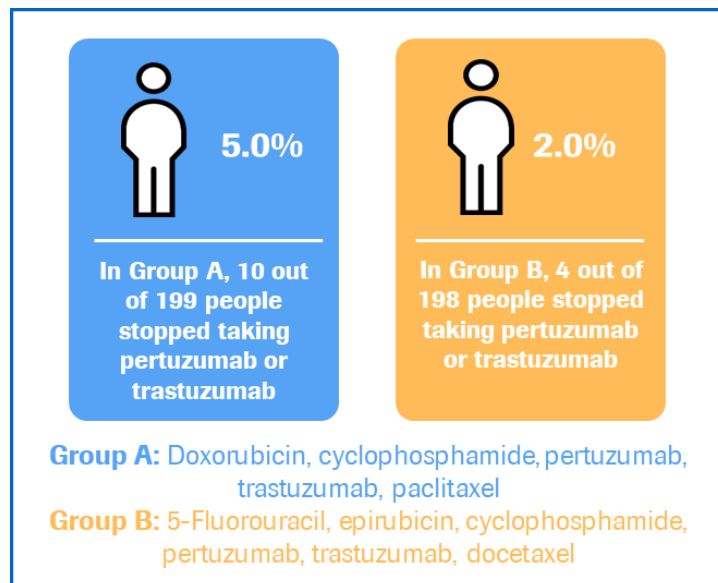 5.0%
In Group A, 10 out
of 199 people
stopped taking
pertuzumab or
trastuzumab
2.0%
In Group B, 4 out of
198 people stopped
taking pertuzumab
or trastuzumab
Group A: Doxorubicin, cyclophosphamide, pertuzumab,
trastuzumab, paclitaxel
Group B: 5-Fluorouracil, epirubicin, cyclophosphamide,
pertuzumab, trastuzumab, docetaxel